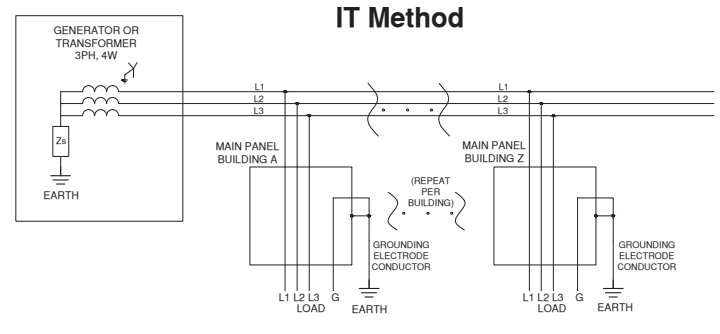 IT Method
GENERATOR OR
TRANSFORMER
3PH, 4W
Zs
EARTH
L1
L2
L3
L1
L2
L3
MAIN PANEL
BUILDING A
(REPEAT
PER
BUILDING)
MAIN PANEL
BUILDING Z
GROUNDING
ELECTRODE
CONDUCTOR
GROUNDING
ELECTRODE
CONDUCTOR
L1 L2 L3 G
LOAD
EARTH
L1 L2 L3 G
LOAD
EARTH